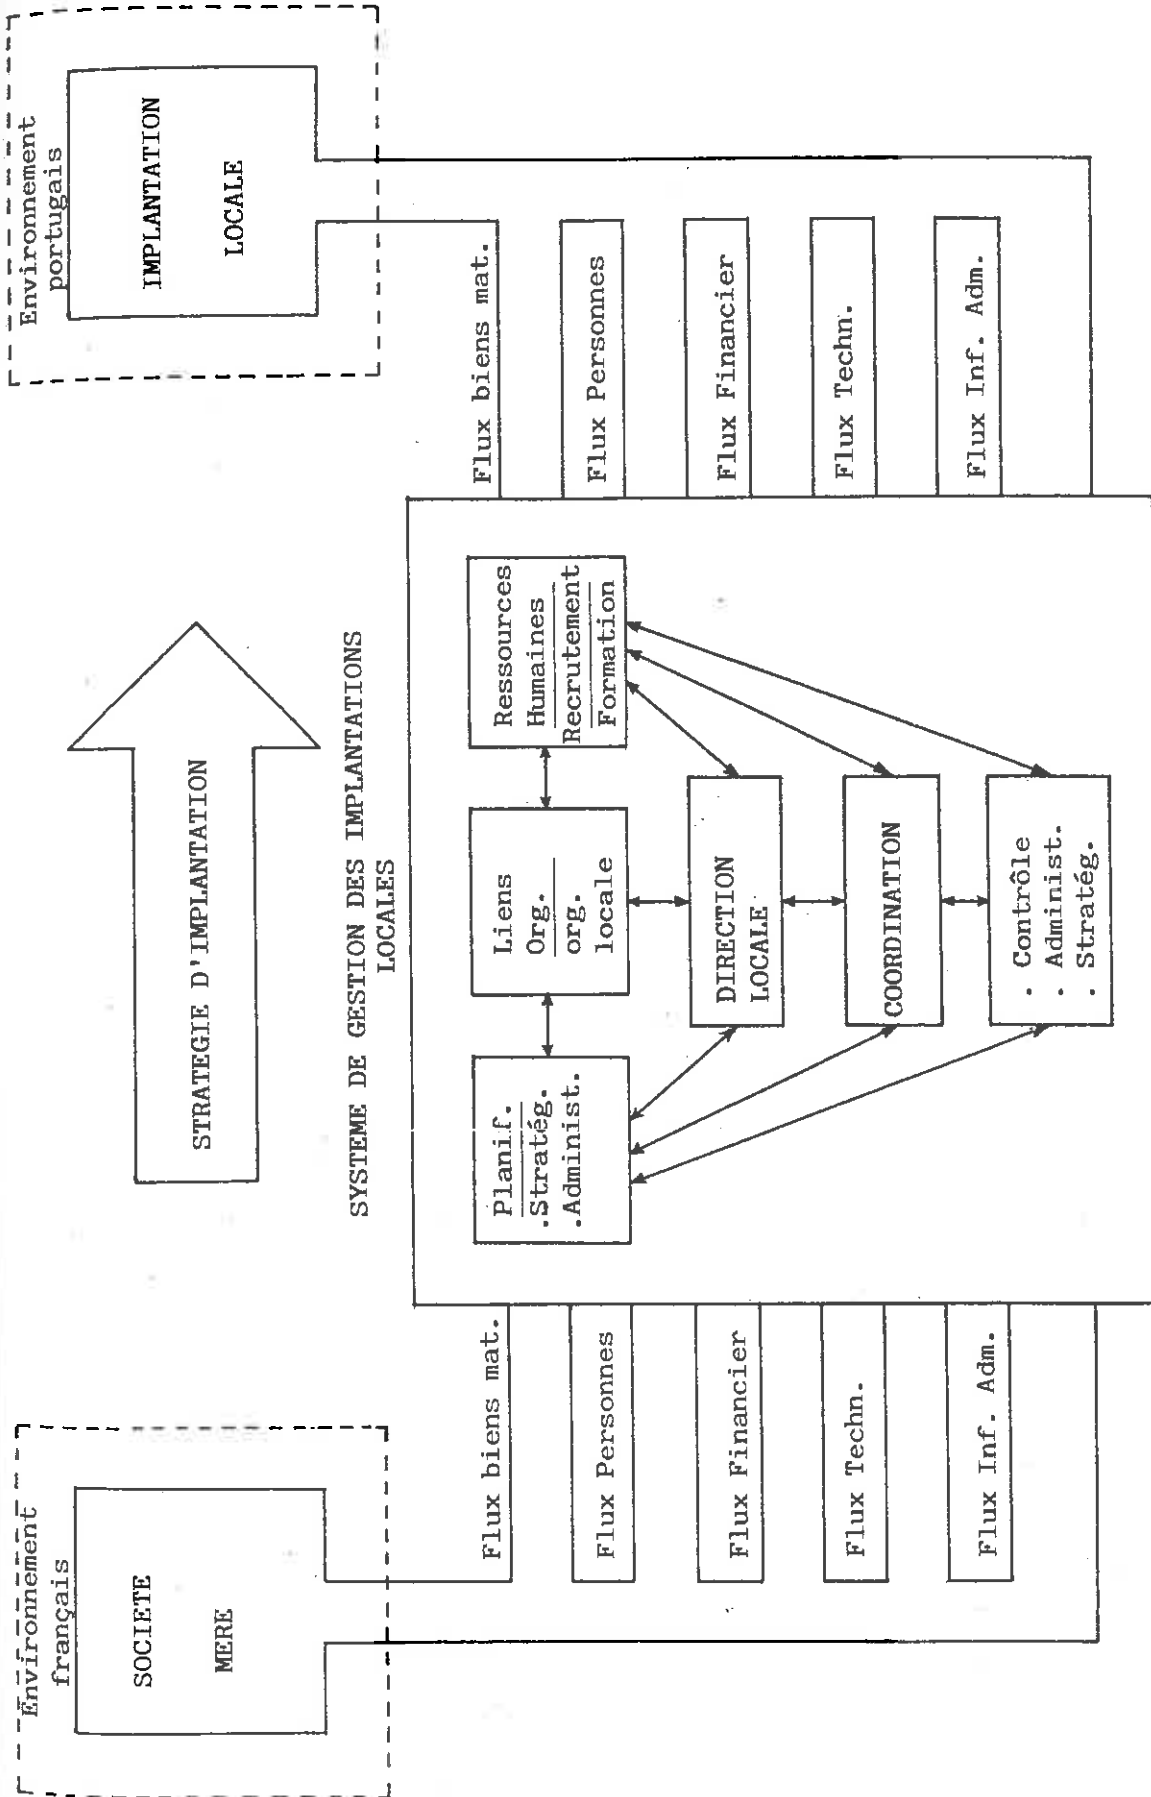 Environnement
français
SOCIETE
MERE
STRATEGIE D'IMPLANTATION
Environnement
portugais
IMPLANTATION
LOCALE
SYSTEME DE GESTION DES IMPLANTATIONS
LOCALES
Flux biens mat.
Flux Personnes
Flux Financier
Flux Techn.
Flux Inf. Adm.
Planif.
.Stratég.
.Administ.
Liens
Org.
org.
locale
Ressources
Humaines
Recrutement
Formation
DIRECTION
LOCALE
COORDINATION
. Contrôle
. Administ.
. Stratég.
Flux biens mat.
Flux Personnes
Flux Financier
Flux Techn.
Flux Inf. Adm.